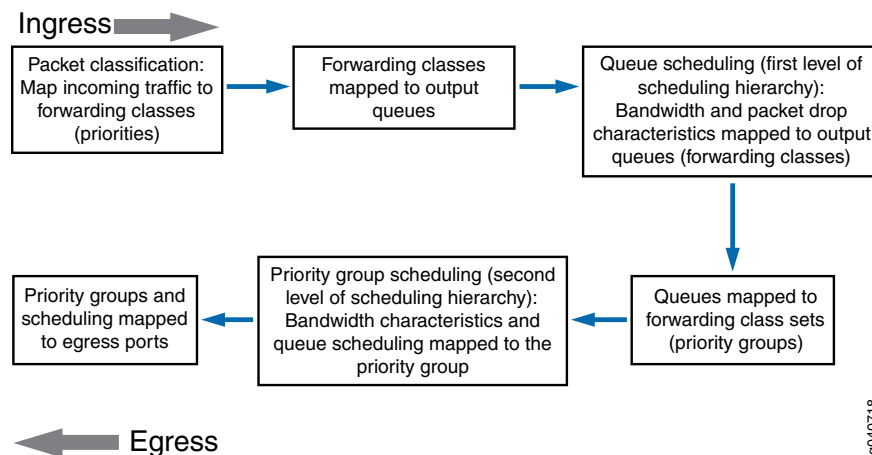 Ingress
Packet classification:
Map incoming traffic to
forwarding classes
(priorities)
Forwarding classes
mapped to output
queues
Queue scheduling (first level of
scheduling hierarchy):
Bandwidth and packet drop
characteristics mapped to output
queues (forwarding classes)
Queues mapped to
forwarding class sets
(priority groups)
Priority group scheduling (second
level of scheduling hierarchy):
Bandwidth characteristics and
queue scheduling mapped to the
priority group
Priority groups and
scheduling mapped
to egress ports
Egress